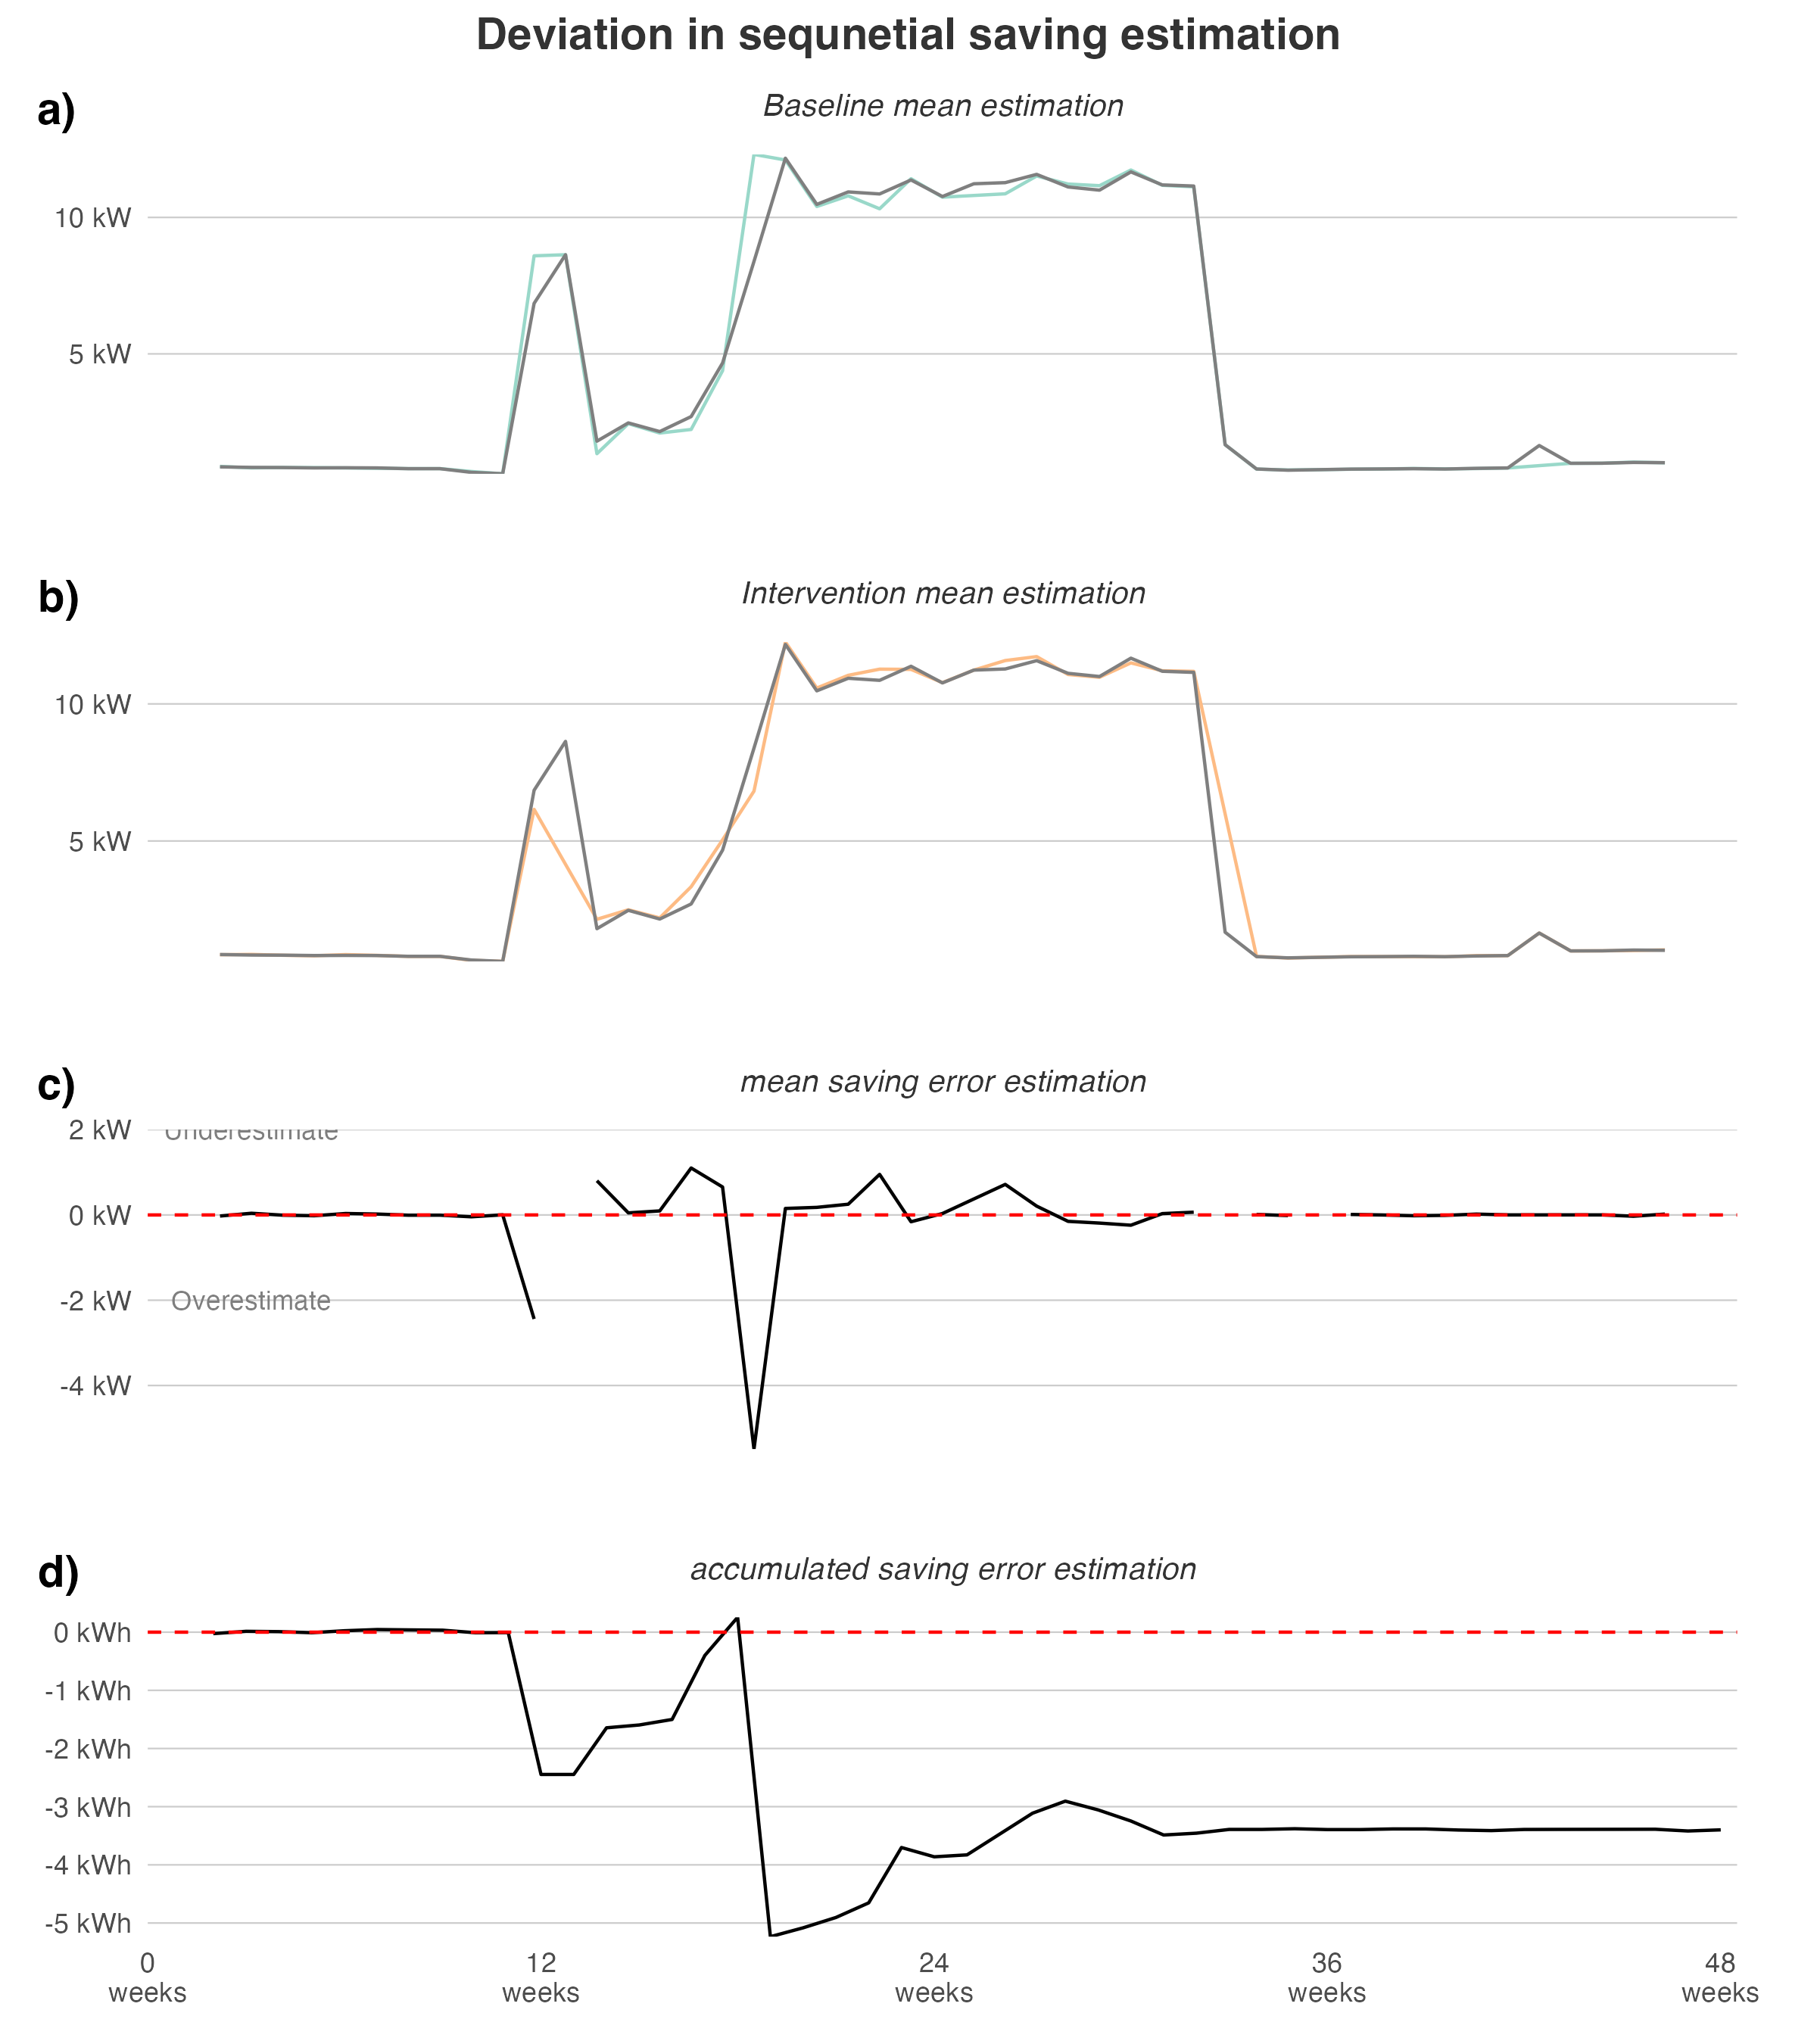 Deviation in sequnetial saving estimation
a)
Baseline mean estimation
10 kW
5 kW
b)
Intervention mean estimation
10 kW
5 kW
c)
mean saving error estimation
2 kW
Underestimate
0 kW
-2 kW
Overestimate
-4 kW
d)
accumulated saving error estimation
0 kWh
-1 kWh
-2 kWh
-3 kWh
-4 kWh
-5 kWh
0 12 24 36 48
weeks weeks weeks weeks weeks